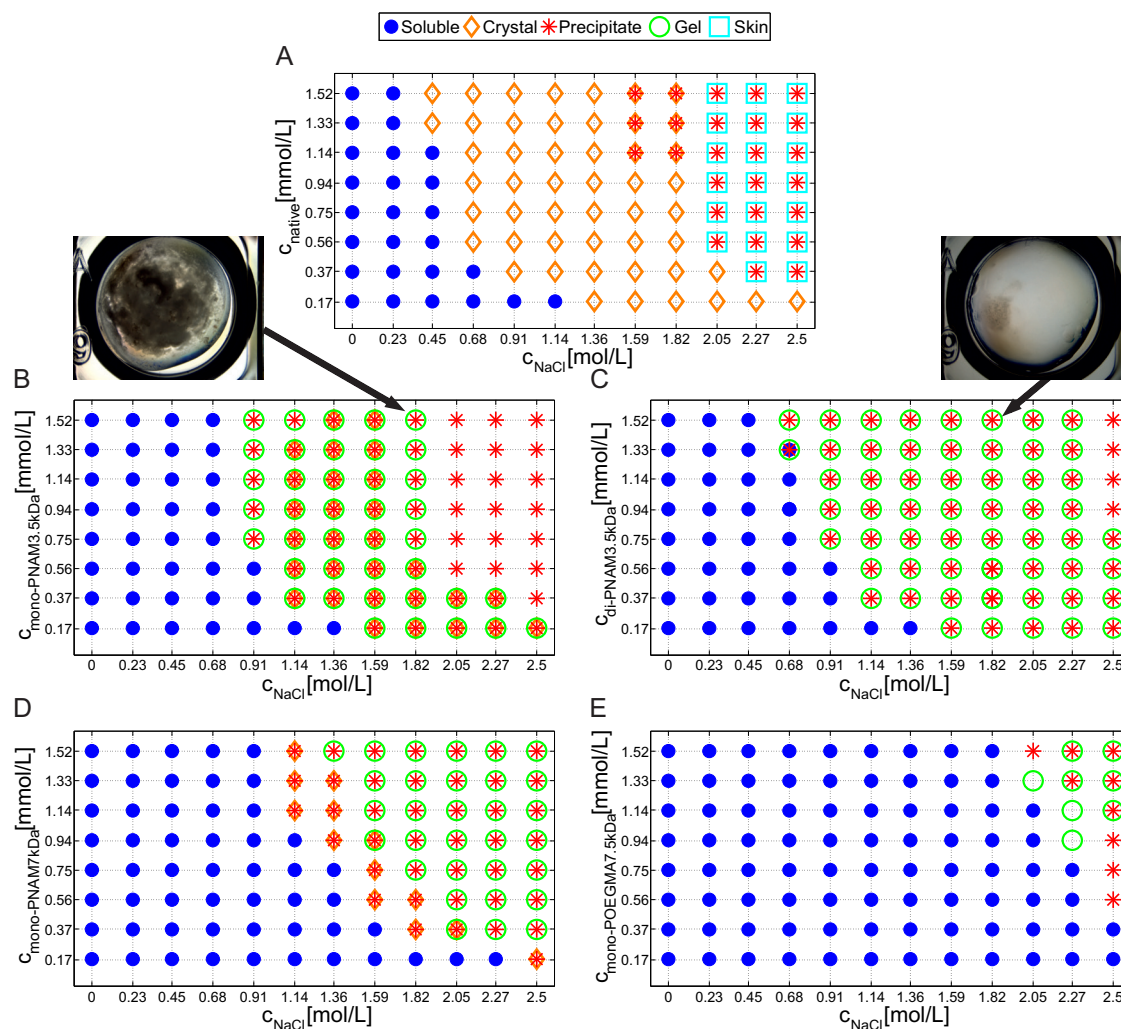 Soluble Crystal Precipitate Gel Skin
A
c_native [mmol/L]
1.52
1.33
1.14
0.94
0.75
0.56
0.37
0.17
0 0.23 0.45 0.68 0.91 1.14 1.36 1.59 1.82 2.05 2.27 2.5
c_NaCl [mol/L]
B
c_mono-PNAM3.5kDa [mmol/L]
1.52
1.33
1.14
0.94
0.75
0.56
0.37
0.17
0 0.23 0.45 0.68 0.91 1.14 1.36 1.59 1.82 2.05 2.27 2.5
c_NaCl [mol/L]
C
c_di-PNAM3.5kDa [mmol/L]
1.52
1.33
1.14
0.94
0.75
0.56
0.37
0.17
0 0.23 0.45 0.68 0.91 1.14 1.36 1.59 1.82 2.05 2.27 2.5
c_NaCl [mol/L]
D
c_mono-PNAM7kDa [mmol/L]
1.52
1.33
1.14
0.94
0.75
0.56
0.37
0.17
0 0.23 0.45 0.68 0.91 1.14 1.36 1.59 1.82 2.05 2.27 2.5
c_NaCl [mol/L]
E
c_mono-POEGMA7.5kDa [mmol/L]
1.52
1.33
1.14
0.94
0.75
0.56
0.37
0.17
0 0.23 0.45 0.68 0.91 1.14 1.36 1.59 1.82 2.05 2.27 2.5
c_NaCl [mol/L]